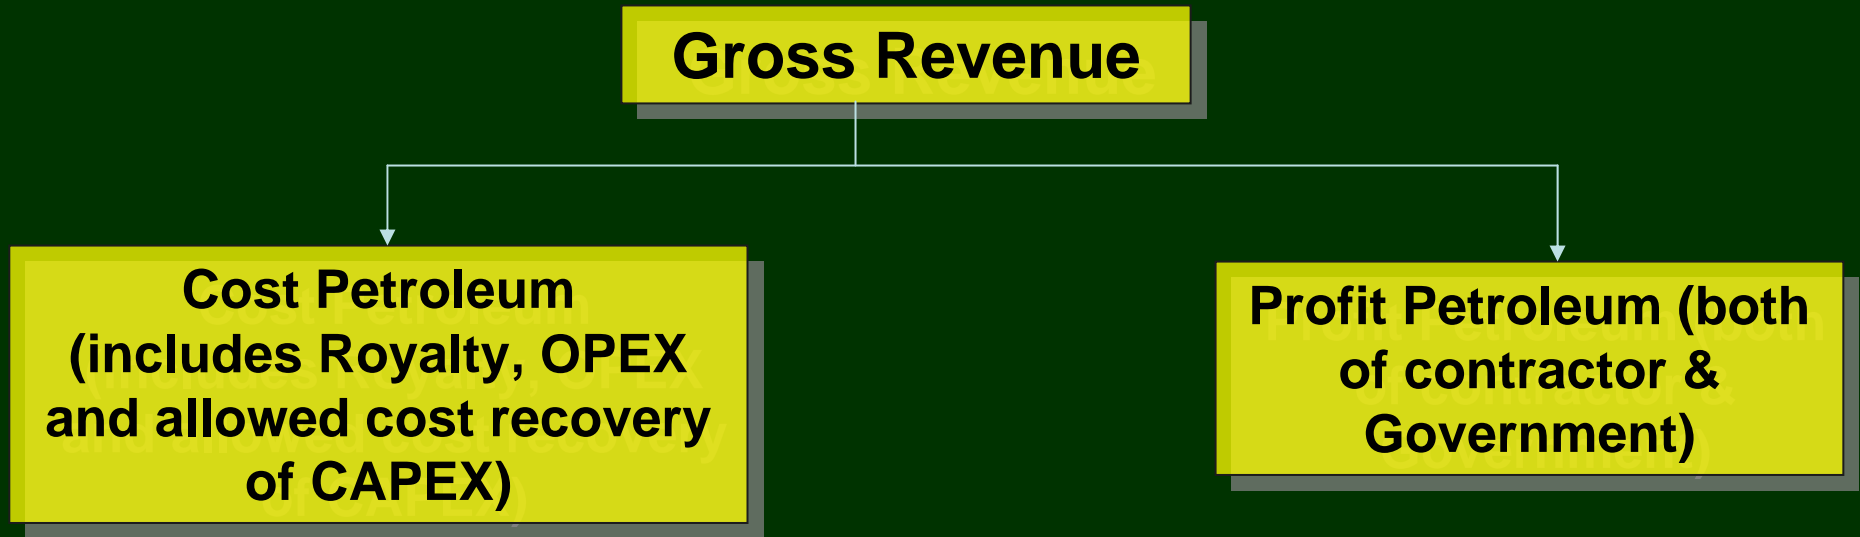 Gross Revenue
Cost Petroleum
(includes Royalty, OPEX
and allowed cost recovery
of CAPEX)
Profit Petroleum (both
of contractor &
Government)